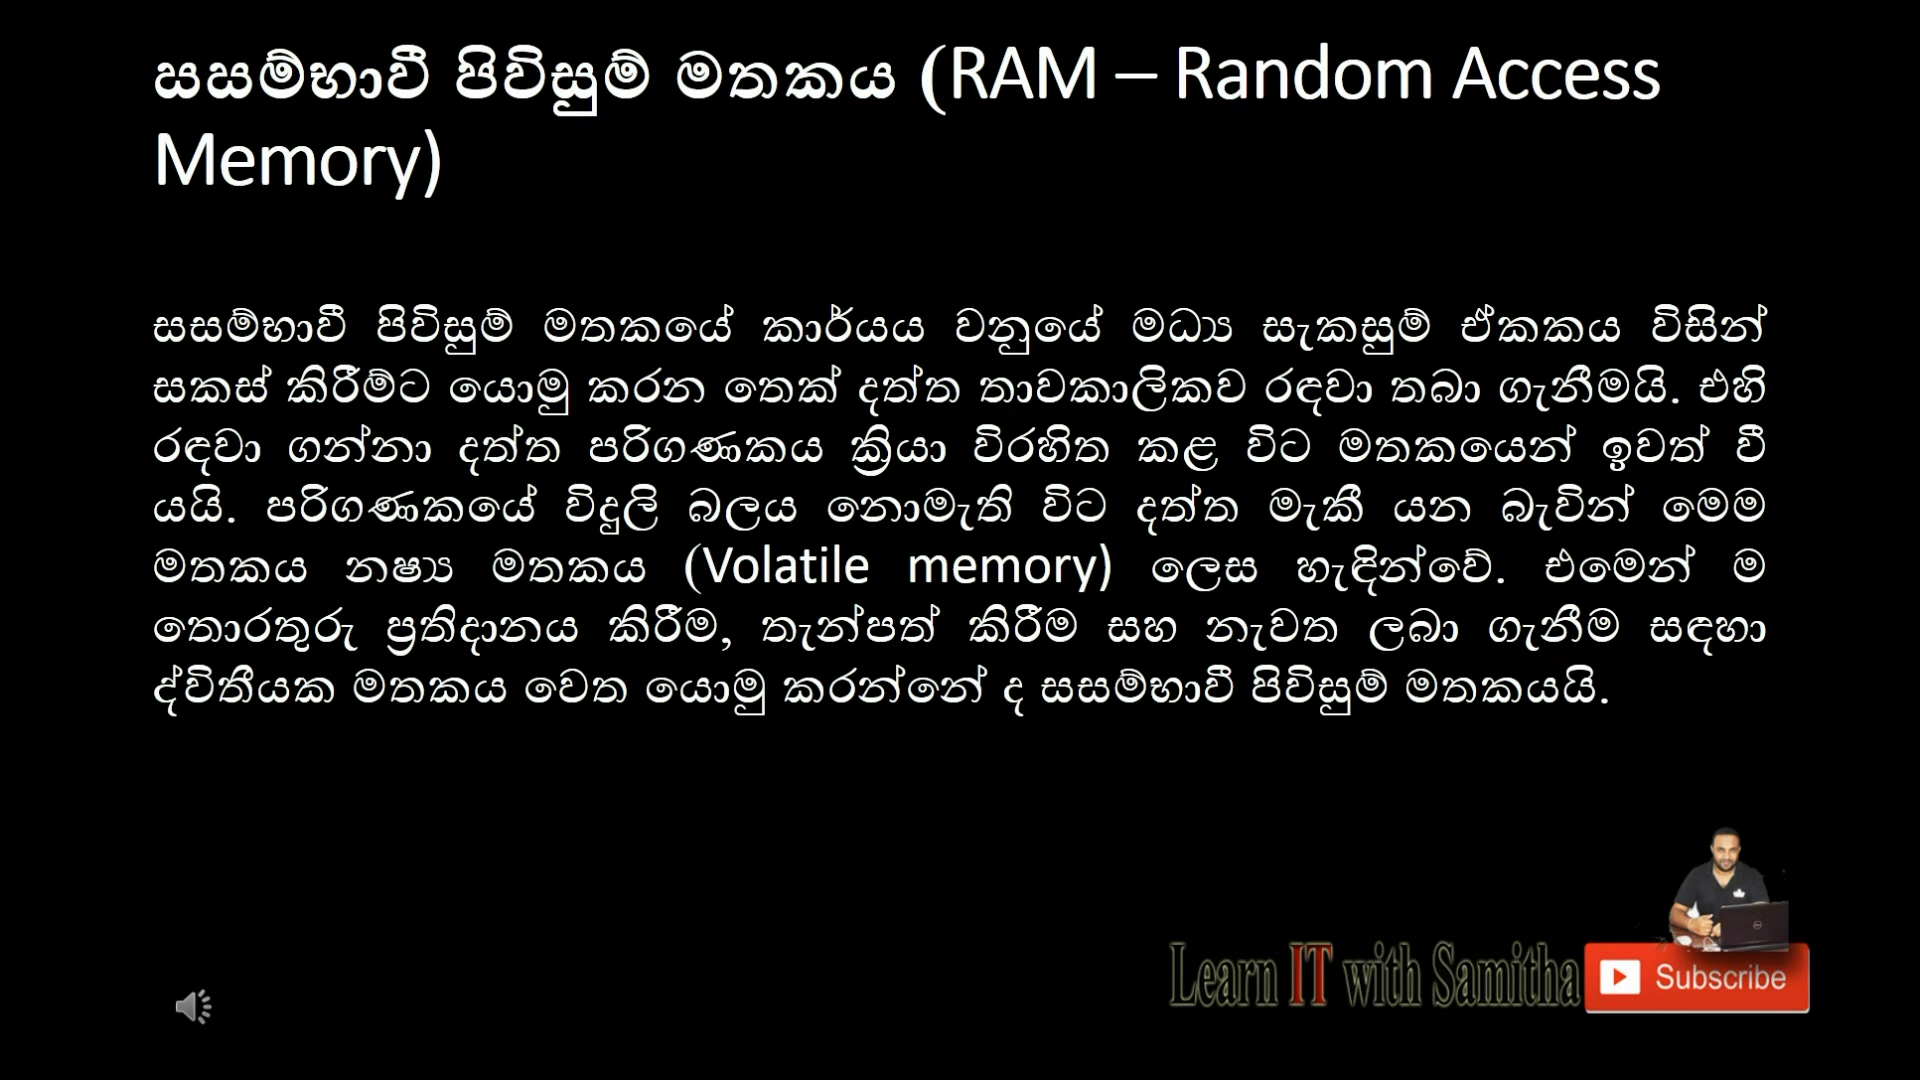 සසම්භාවී පිවිසුම් මතකය (RAM – Random Access
Memory)
සසම්භාවී පිවිසුම් මතකයේ කාර්යය වනුයේ මධ්‍ය සැකසුම් ඒකකය විසින්
සකස් කිරීම්ට යොමු කරන තෙක් දත්ත තාවකාලිකව රඳවා තබා ගැනීමයි. එහි
රඳවා ගන්නා දත්ත පරිගණකය ක්‍රියා විරහිත කළ විට මතකයෙන් ඉවත් වී
යයි. පරිගණකයේ විදුලි බලය නොමැති විට දත්ත මැකී යන බැවින් මෙම
මතකය නෂ්‍ය මතකය (Volatile memory) ලෙස හැඳින්වේ. එමෙන් ම
තොරතුරු ප්‍රතිදානය කිරීම, තැන්පත් කිරීම සහ නැවත ලබා ගැනීම සඳහා
ද්විතීයක මතකය වෙත යොමු කරන්නේ ද සසම්භාවී පිවිසුම් මතකයයි.
Learn IT with Samitha Subscribe